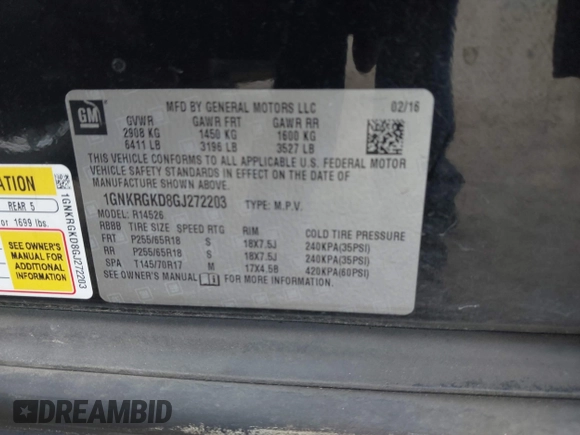 GM
MFD BY GENERAL MOTORS LLC 02/16
GVWR GAWR FRT GAWR RR
2908 KG 1450 KG 1600 KG
6411 LB 3196 LB 3527 LB
THIS VEHICLE CONFORMS TO ALL APPLICABLE U.S. FEDERAL MOTOR
VEHICLE SAFETY, BUMPER, AND THEFT PREVENTION
STANDARDS IN EFFECT ON THE DATE OF
MANUFACTURE SHOWN ABOVE.
1GNKRGKD8GJ272203 TYPE: M.P.V.
MODEL: R14526
RBBB TIRE SIZE SPEED RTG RIM COLD TIRE PRESSURE
FRT P255/65R18 S 18X7.5J 240KPA(35PSI)
RR P255/65R18 S 18X7.5J 240KPA(35PSI)
SPA T145/70R17 M 17X4.5B 420KPA(60PSI)
SEE OWNER'S MANUAL FOR MORE INFORMATION.
ATION
REAR 5
or 1699 lbs.
SEE OWNER'S
MANUAL FOR
ADDITIONAL
INFORMATION
1GNKRGKD8GJ272203
DREAMBID